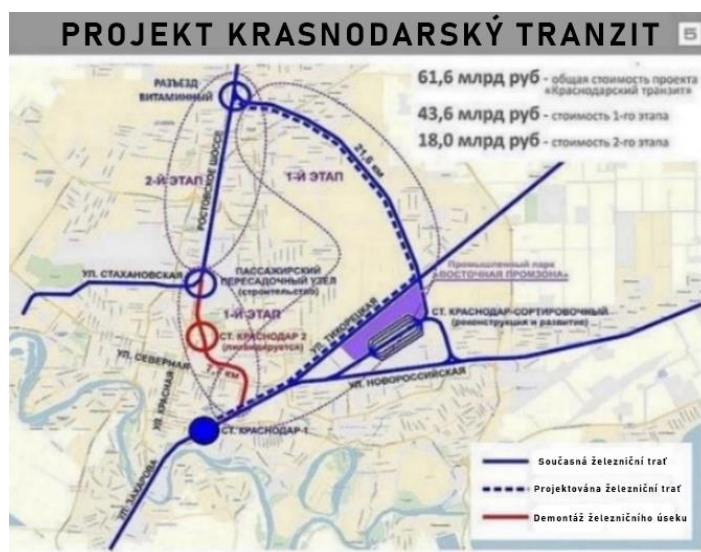 PROJEKT KRASNODARSKÝ TRANZIT
5
61,6 млрд руб - общая стоимость проекта
«Краснодарский транзит»
43,6 млрд руб - стоимость 1-го этапа
18,0 млрд руб - стоимость 2-го этапа
РАЗЪЕЗД
ВИТАМИННЫЙ
РОСТОВСКОЕ ШОССЕ
2-Й ЭТАП
1-Й ЭТАП
21,6 км
УЛ. СТАХАНОВСКАЯ
ПАССАЖИРСКИЙ
ПЕРЕСАДОЧНЫЙ УЗЕЛ
(строительство)
Промышленный парк
«ВОСТОЧНАЯ ПРОМЗОНА»
1-Й ЭТАП
УЛ. ТИХОРЕЦКАЯ
СТ. КРАСНОДАР-СОРТИРОВОЧНЫЙ
(реконструкция и развитие)
СТ. КРАСНОДАР 2
(ликвидируется)
УЛ. СЕВЕРНАЯ
км
УЛ. КРАСНАЯ
УЛ. НОВОРОССИЙСКАЯ
СТ. КРАСНОДАР-1
УЛ. ЗАХАРОВА
Současná železniční trať
Projektována železniční trať
Demontáž železničního úseku